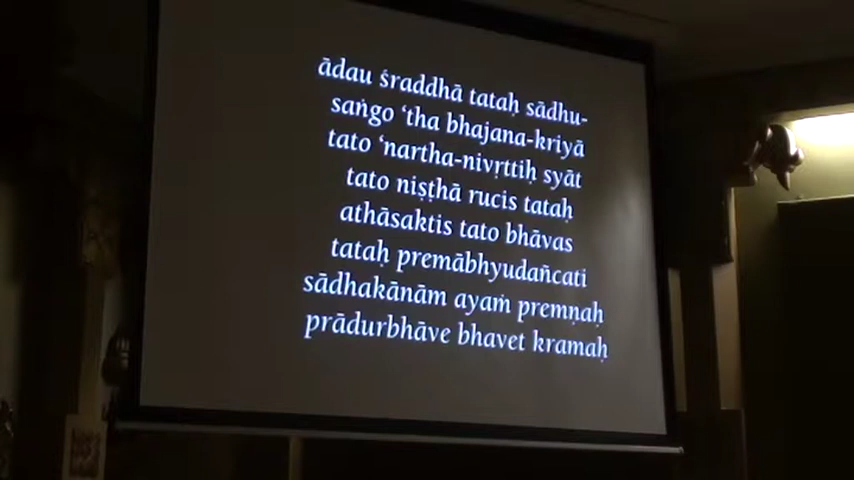 ādau śraddhā tataḥ sādhu-
saṅgo ‘tha bhajana-kriyā
tato ‘nartha-nivṛttiḥ syāt
tato niṣṭhā rucis tataḥ
athāsaktis tato bhāvas
tataḥ premābhyudañcati
sādhakānām ayaṁ premṇaḥ
prādurbhāve bhavet kramaḥ